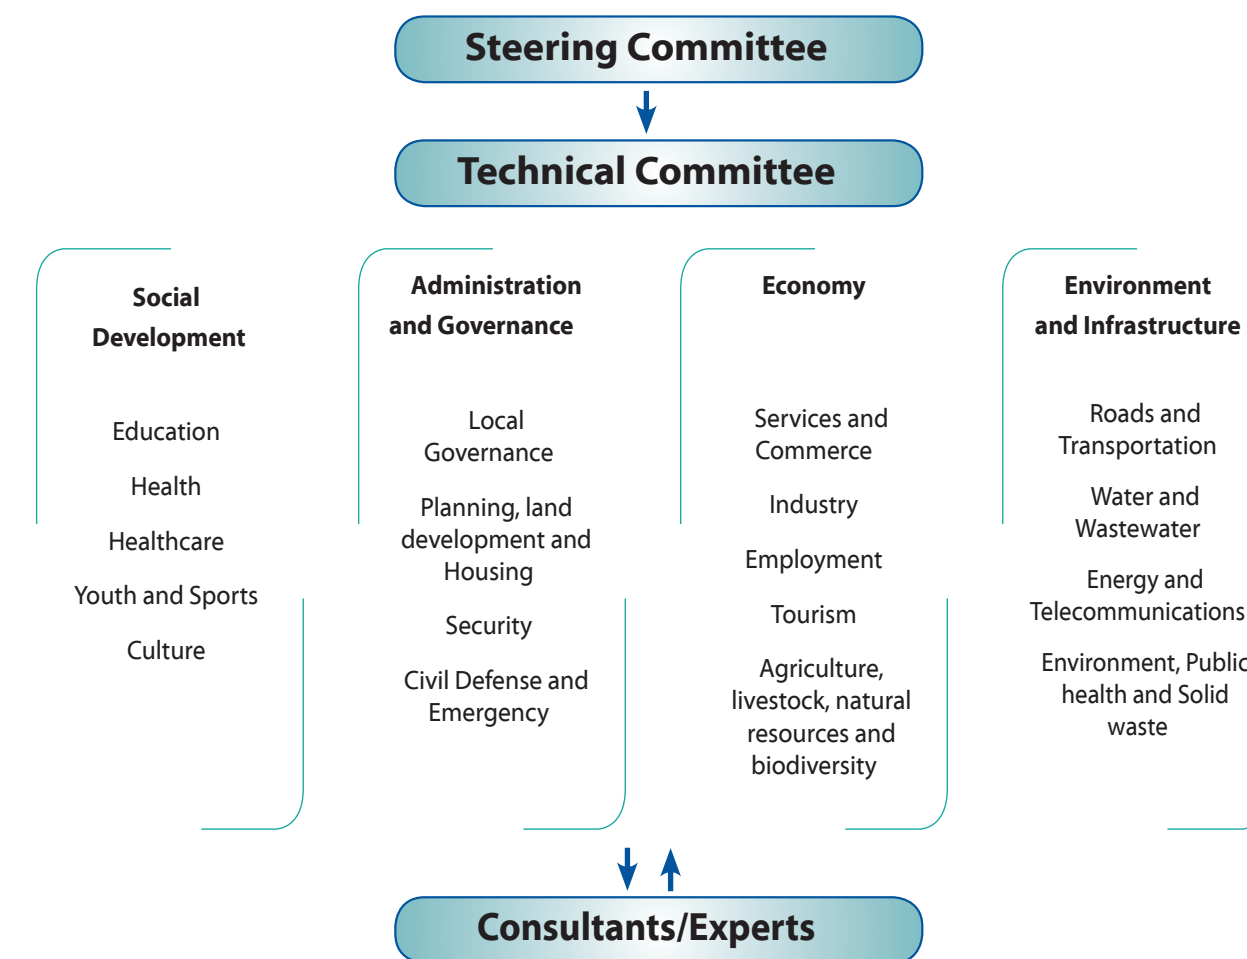 Steering Committee
Technical Committee
Social
Development
Education
Health
Healthcare
Youth and Sports
Culture
Administration
and Governance
Local
Governance
Planning, land
development and
Housing
Security
Civil Defense and
Emergency
Economy
Services and
Commerce
Industry
Employment
Tourism
Agriculture,
livestock, natural
resources and
biodiversity
Environment
and Infrastructure
Roads and
Transportation
Water and
Wastewater
Energy and
Telecommunications
Environment, Public
health and Solid
waste
Consultants/Experts